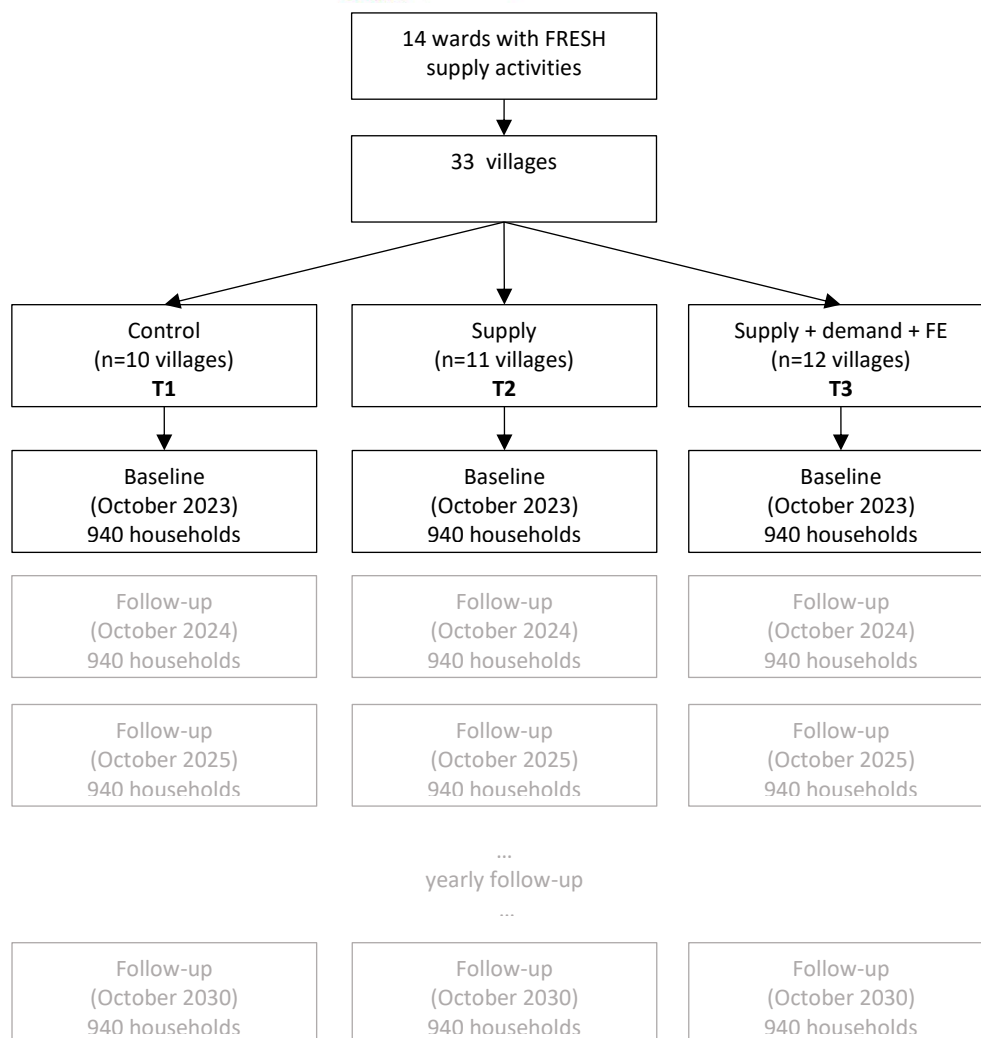 14 wards with FRESH
supply activities
33 villages
Control
(n=10 villages)
T1
Supply
(n=11 villages)
T2
Supply + demand + FE
(n=12 villages)
T3
Baseline
(October 2023)
940 households
Baseline
(October 2023)
940 households
Baseline
(October 2023)
940 households
Follow-up
(October 2024)
940 households
Follow-up
(October 2024)
940 households
Follow-up
(October 2024)
940 households
Follow-up
(October 2025)
940 households
Follow-up
(October 2025)
940 households
Follow-up
(October 2025)
940 households
...
yearly follow-up
...
Follow-up
(October 2030)
940 households
Follow-up
(October 2030)
940 households
Follow-up
(October 2030)
940 households